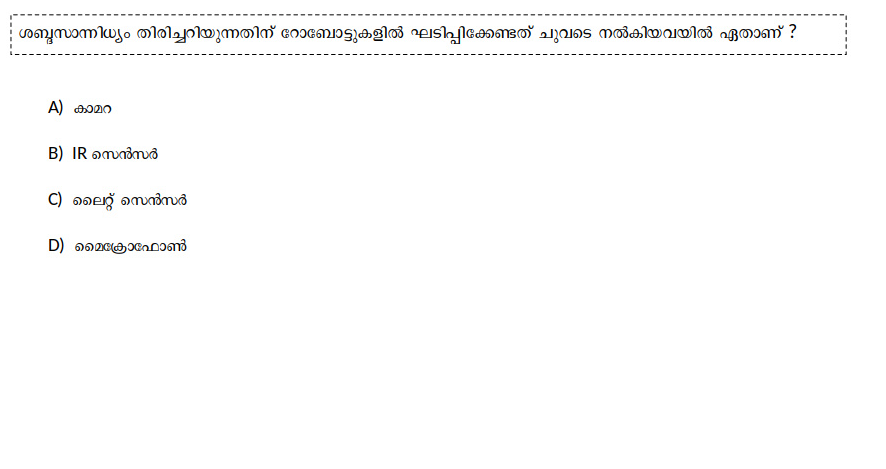 ശബ്ദസാന്നിധ്യം തിരിച്ചറിയുന്നതിന് റോബോട്ടുകളിൽ ഘടിപ്പിക്കേണ്ടത് ചുവടെ നൽകിയവയിൽ ഏതാണ് ?
A) കാമറ
B) IR സെൻസർ
C) ലൈറ്റ് സെൻസർ
D) മൈക്രോഫോൺ